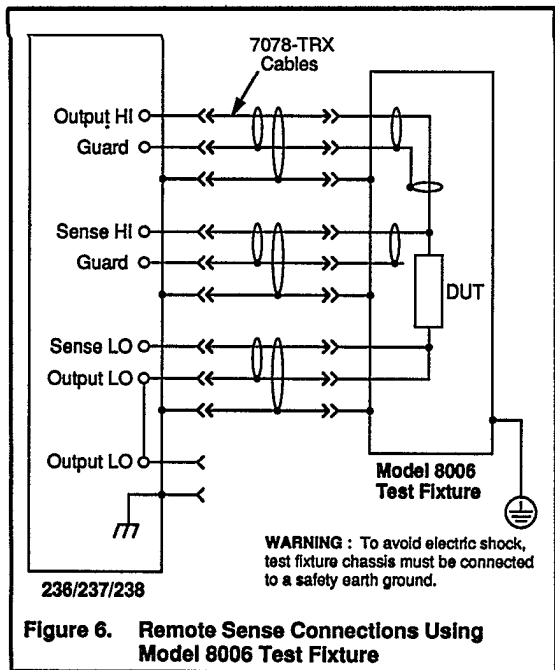 7078-TRX
Cables
Output HI
Guard
Sense HI
Guard
DUT
Sense LO
Output LO
Output LO
Model 8006
Test Fixture
WARNING : To avoid electric shock,
test fixture chassis must be connected
to a safety earth ground.
236/237/238
Figure 6. Remote Sense Connections Using
Model 8006 Test Fixture